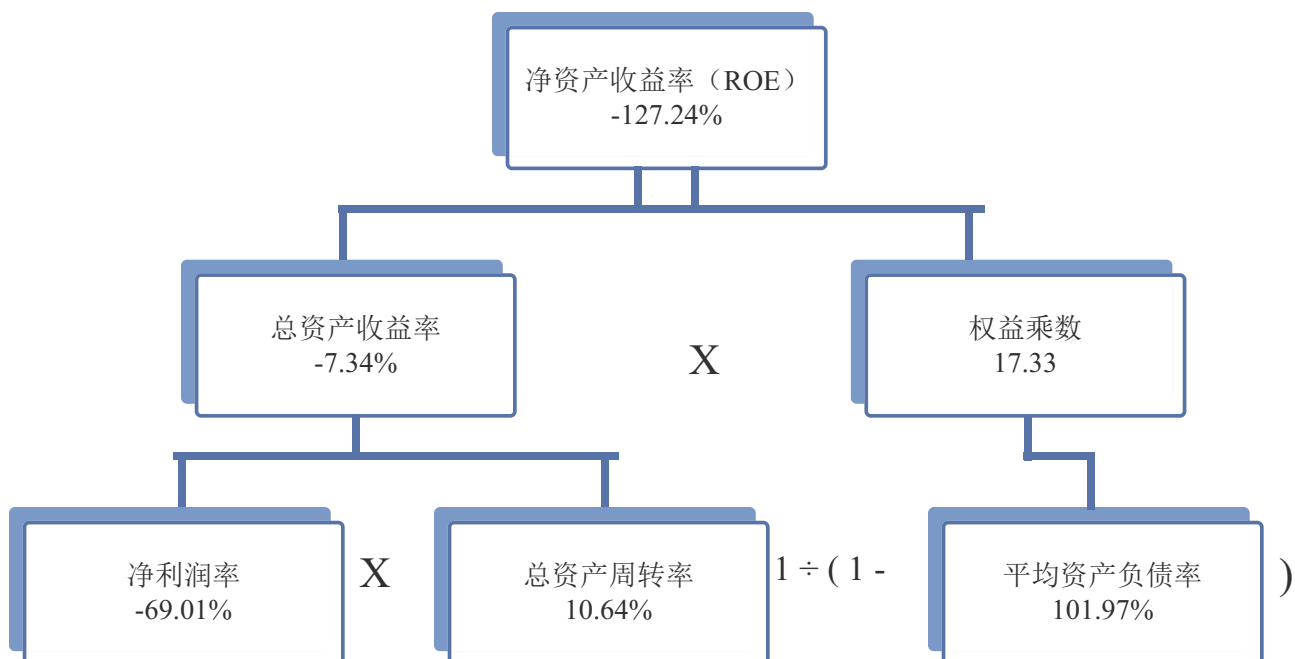 净资产收益率（ROE）
-127.24%
总资产收益率
-7.34%
X
权益乘数
17.33
净利润率
-69.01%
X
总资产周转率
10.64%
1 ÷ ( 1 -
平均资产负债率
101.97%
)